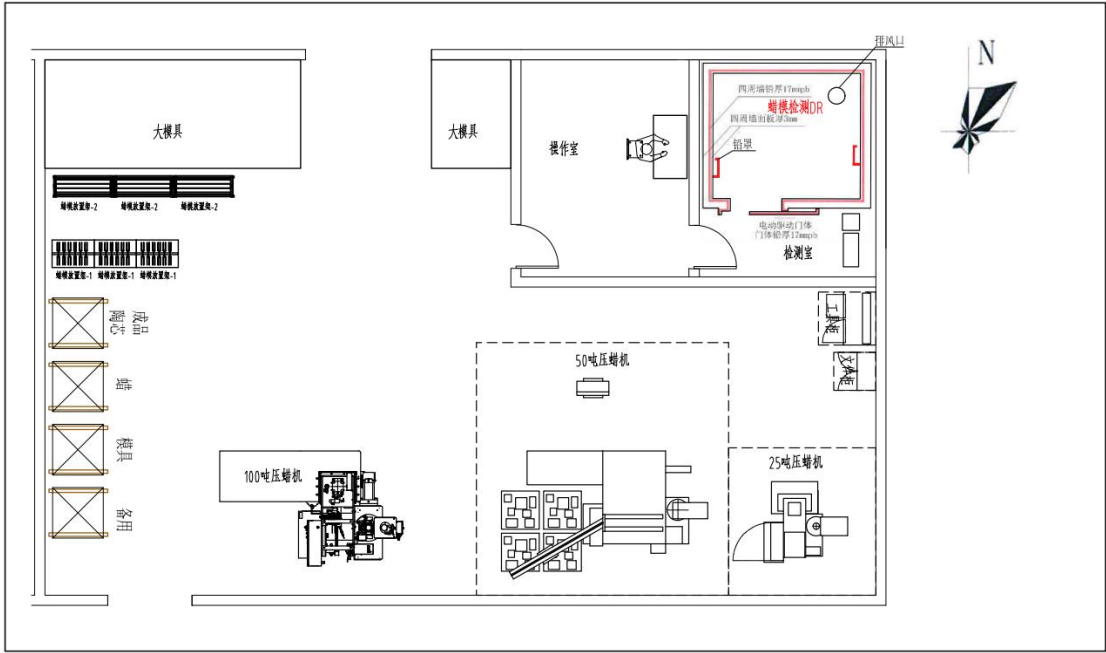 排风口
N
四周墙铅厚17mmpb
蜡模检测DR
四周墙面板厚3mm
铅罩
大模具
大模具
操作室
蜡模放置架-2
蜡模放置架-2
蜡模放置架-2
电动驱动门体
门体铅厚17mmpb
检测室
蜡模放置架-1
蜡模放置架-1
蜡模放置架-1
成品
陶芯
工具柜
文件柜
50吨压蜡机
蜡
模具
100吨压蜡机
25吨压蜡机
备用